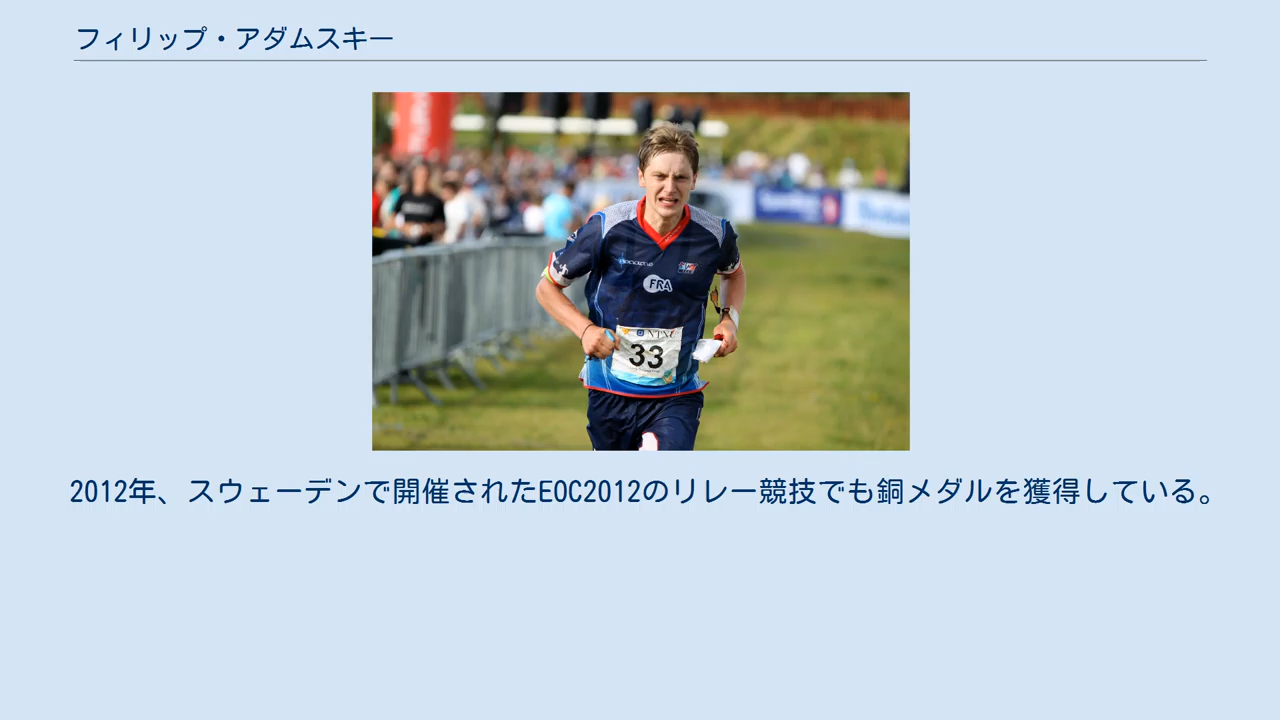 フィリップ・アダムスキー
FRA
NTNU
33
2012年、スウェーデンで開催されたEOC2012のリレー競技でも銅メダルを獲得している。